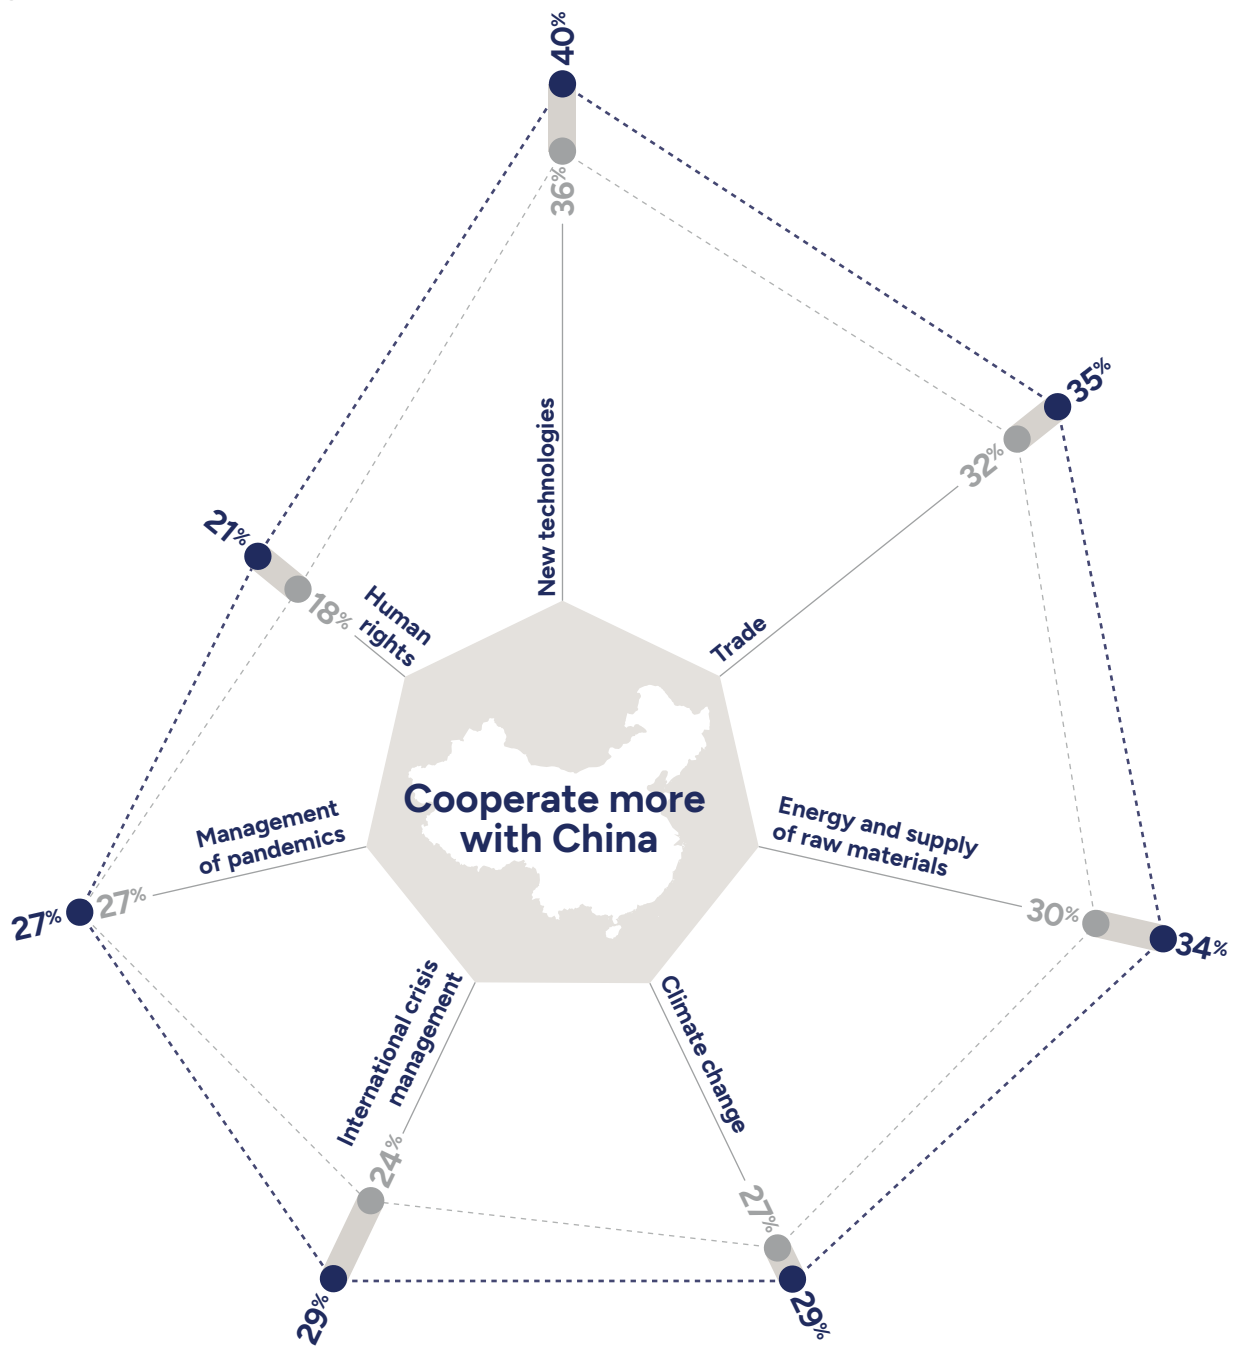 40%
36%
New technologies
35%
32%
Trade
Energy and supply
of raw materials
30%
34%
Climate change
27%
29%
International crisis
management
24%
29%
Management
of pandemics
27%
27%
Human
rights
18%
21%
Cooperate more
with China